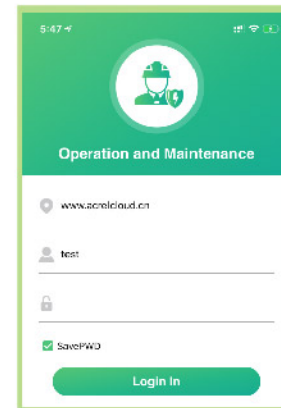 5:47
Operation and Maintenance
www.acrelcloud.cn
test
SavePWD
Login In